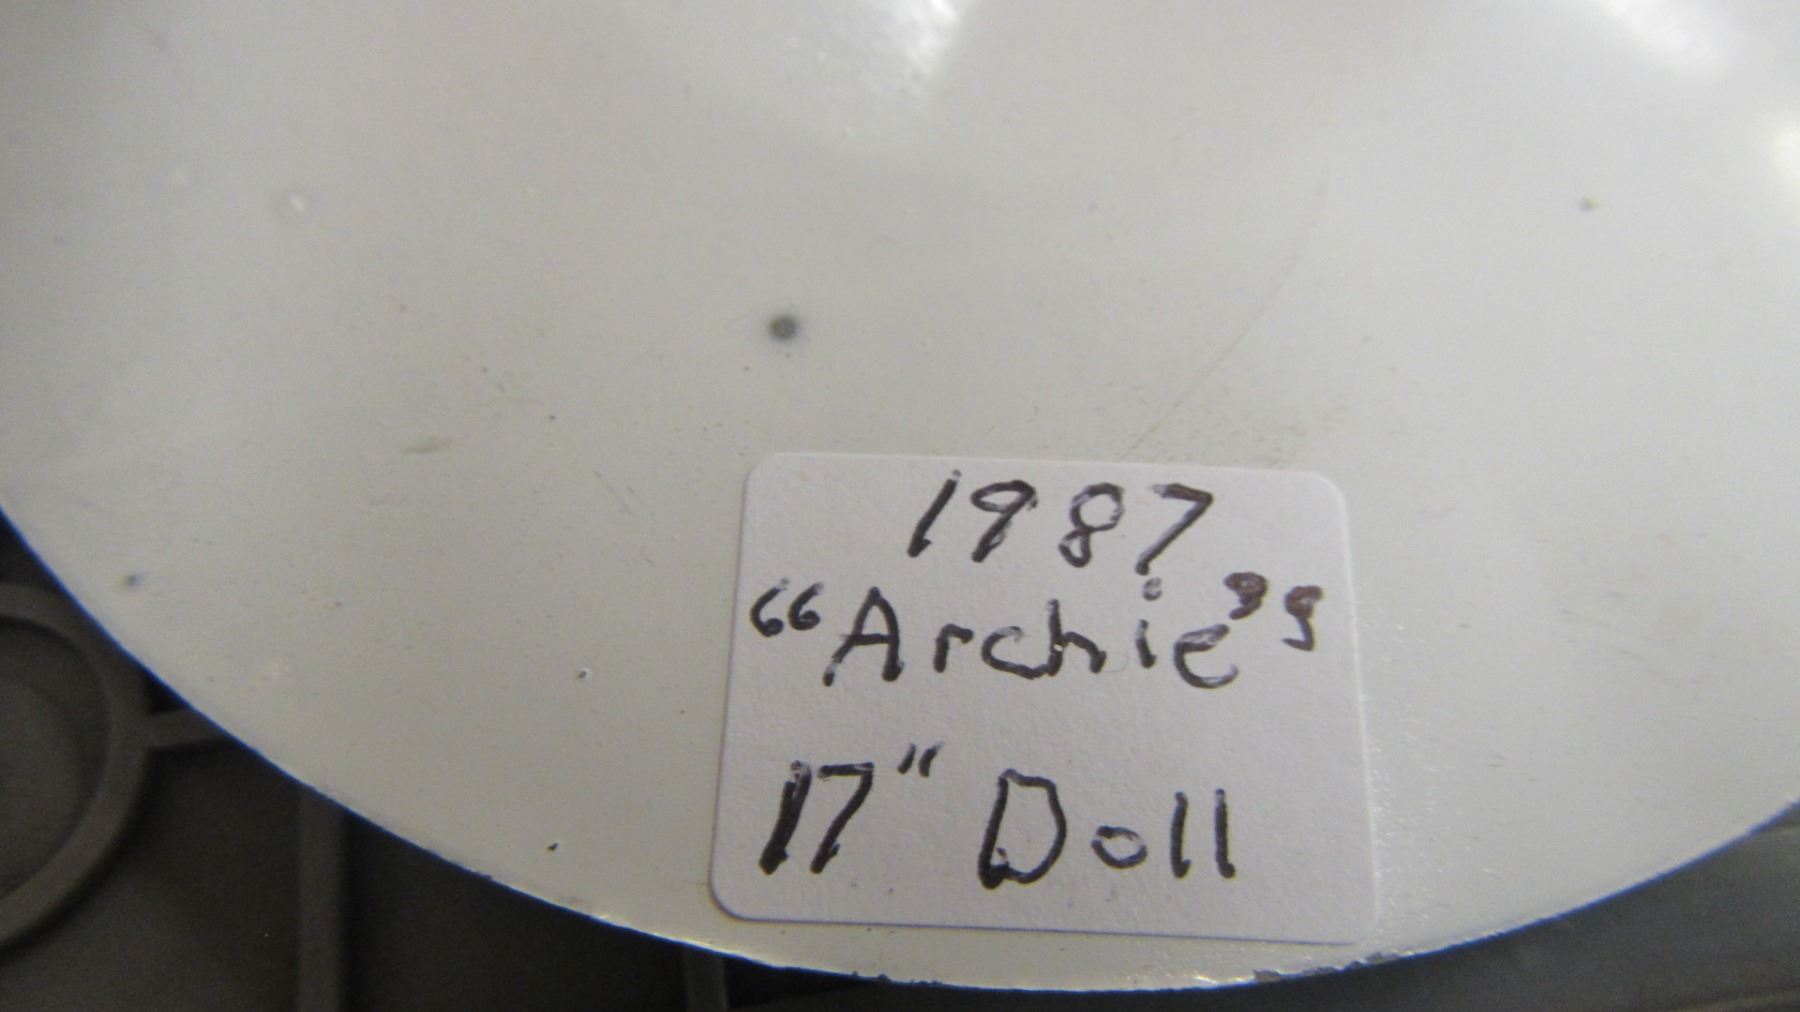 1987
“Archie”
17" Doll